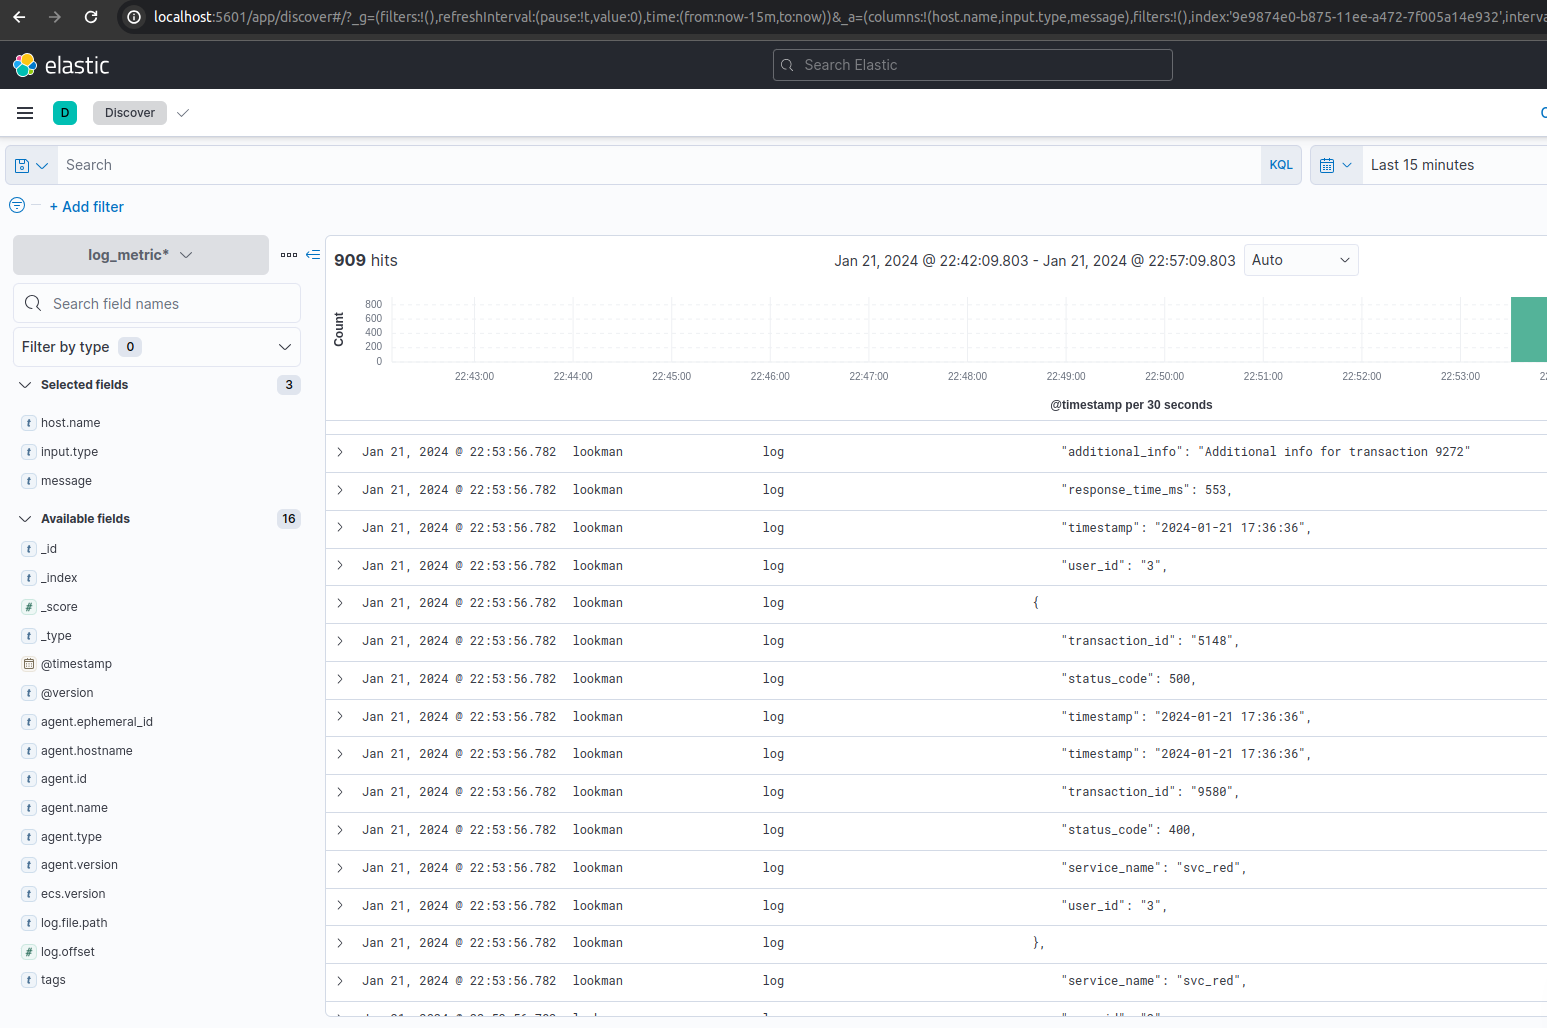 localhost:5601/app/discover#/?_g=(filters:!(),refreshInterval:(pause:!t,value:0),time:(from:now-15m,to:now))&_a=(columns:!(host.name,input.type,message),filters:!(),index:'9e9874e0-b875-11ee-a472-7f005a14e932',interva
elastic
Search Elastic
D Discover
Search
KQL
Last 15 minutes
+ Add filter
log_metric*
Search field names
Filter by type 0
Selected fields 3
host.name
input.type
message
Available fields 16
_id
_index
_score
_type
@timestamp
@version
agent.ephemeral_id
agent.hostname
agent.id
agent.name
agent.type
agent.version
ecs.version
log.file.path
log.offset
tags
909 hits
Jan 21, 2024 @ 22:42:09.803 - Jan 21, 2024 @ 22:57:09.803
Auto
Count
800
600
400
200
0
22:43:00 22:44:00 22:45:00 22:46:00 22:47:00 22:48:00 22:49:00 22:50:00 22:51:00 22:52:00 22:53:00
@timestamp per 30 seconds
Jan 21, 2024 @ 22:53:56.782 lookman log "additional_info": "Additional info for transaction 9272"
Jan 21, 2024 @ 22:53:56.782 lookman log "response_time_ms": 553,
Jan 21, 2024 @ 22:53:56.782 lookman log "timestamp": "2024-01-21 17:36:36",
Jan 21, 2024 @ 22:53:56.782 lookman log "user_id": "3",
Jan 21, 2024 @ 22:53:56.782 lookman log {
Jan 21, 2024 @ 22:53:56.782 lookman log "transaction_id": "5148",
Jan 21, 2024 @ 22:53:56.782 lookman log "status_code": 500,
Jan 21, 2024 @ 22:53:56.782 lookman log "timestamp": "2024-01-21 17:36:36",
Jan 21, 2024 @ 22:53:56.782 lookman log "timestamp": "2024-01-21 17:36:36",
Jan 21, 2024 @ 22:53:56.782 lookman log "transaction_id": "9580",
Jan 21, 2024 @ 22:53:56.782 lookman log "status_code": 400,
Jan 21, 2024 @ 22:53:56.782 lookman log "service_name": "svc_red",
Jan 21, 2024 @ 22:53:56.782 lookman log "user_id": "3",
Jan 21, 2024 @ 22:53:56.782 lookman log },
Jan 21, 2024 @ 22:53:56.782 lookman log "service_name": "svc_red",